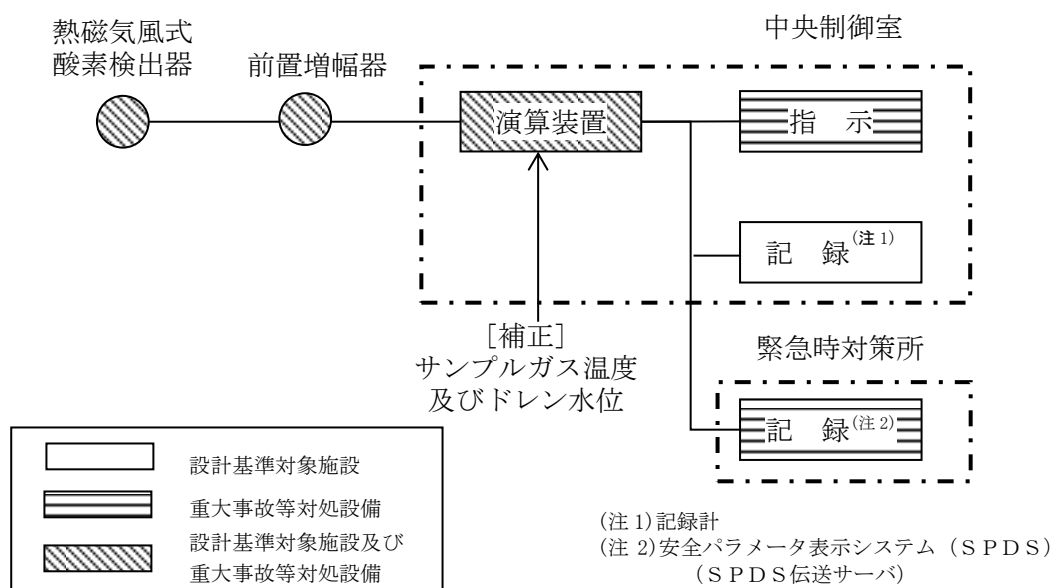 熱磁気風式
酸素検出器
前置増幅器
中央制御室
演算装置
指　示
記　録(注1)
[補正]
サンプルガス温度
及びドレン水位
緊急時対策所
記　録(注2)
設計基準対象施設
重大事故等対処設備
設計基準対象施設及び
重大事故等対処設備
(注1)記録計
(注2)安全パラメータ表示システム（ＳＰＤＳ）
（ＳＰＤＳ伝送サーバ）